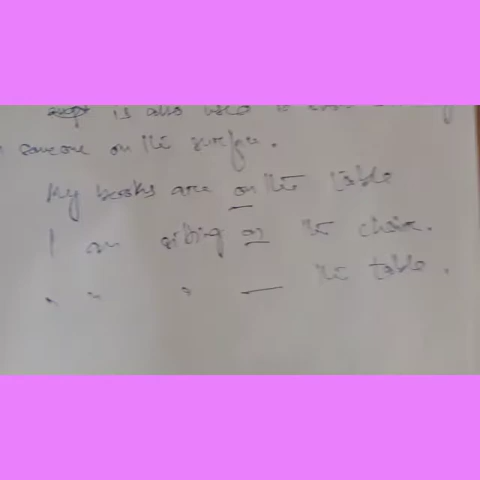 is also used to
someone on the surface.
My books are on the table
I am sitting on the chair.
" " " — the table.